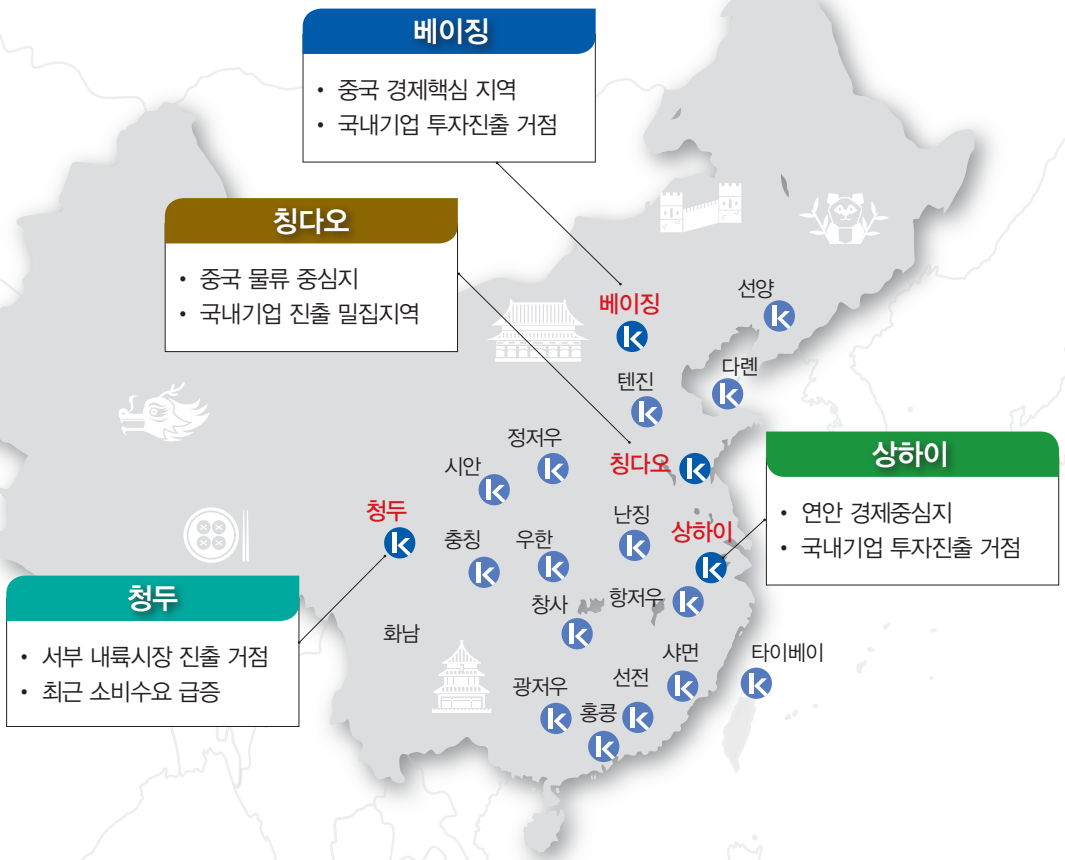 베이징
• 중국 경제핵심 지역
• 국내기업 투자진출 거점
칭다오
• 중국 물류 중심지
• 국내기업 진출 밀집지역
베이징
선양
텐진
다롄
정저우
시안
칭다오
상하이
• 연안 경제중심지
• 국내기업 투자진출 거점
청두
난징
상하이
충칭
우한
청두
• 서부 내륙시장 진출 거점
• 최근 소비수요 급증
창사
항저우
화남
샤먼
타이베이
광저우
선전
홍콩